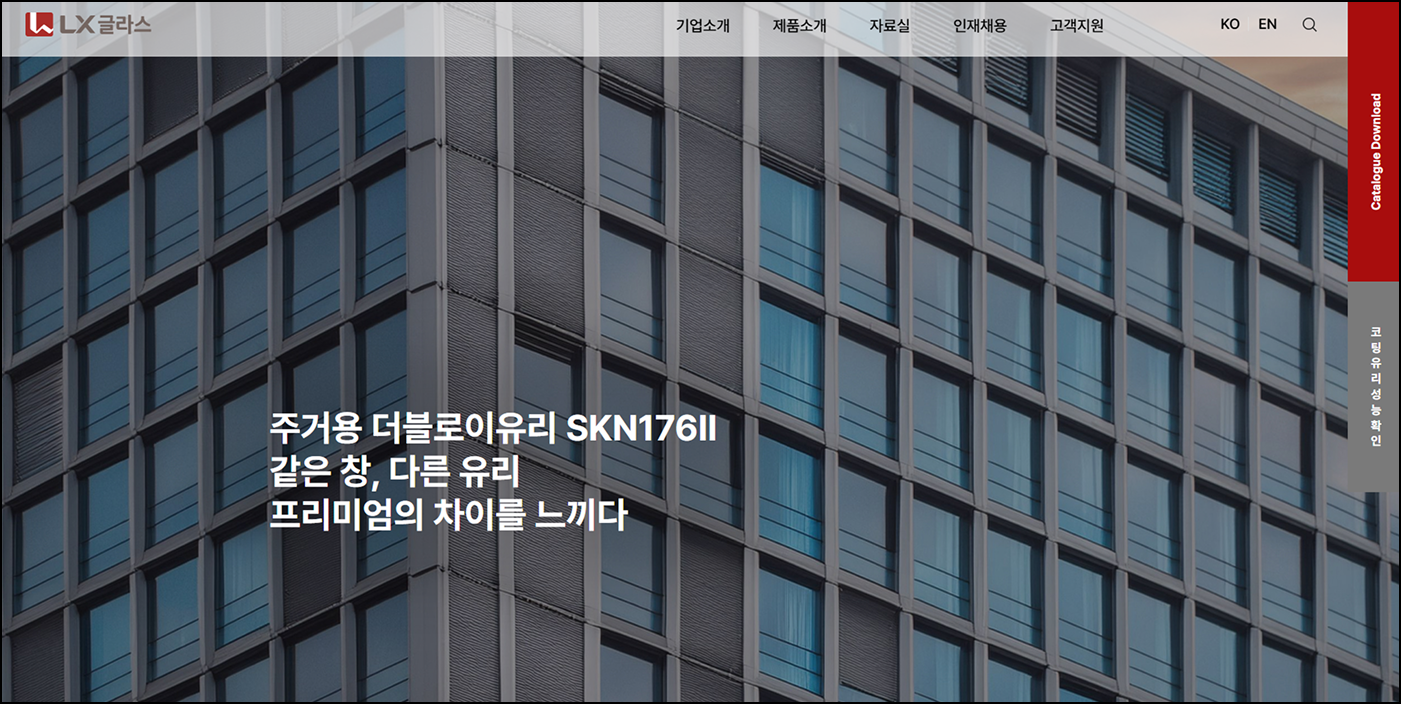 LX글라스
기업소개 제품소개 자료실 인재채용 고객지원
KO EN
Catalogue Download
코팅유리성능확인
주거용 더블로이유리 SKN176II
같은 창, 다른 유리
프리미엄의 차이를 느끼다